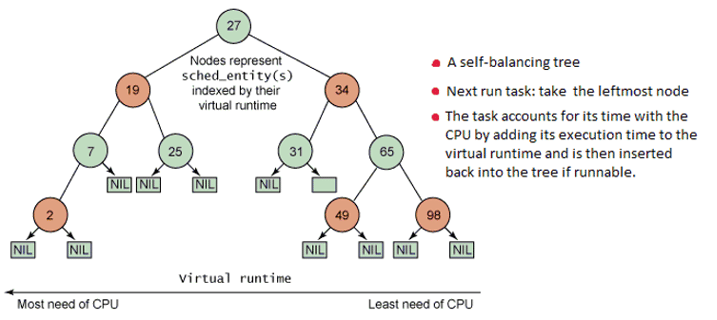 27
Nodes represent
sched_entity(s)
indexed by their
virtual runtime
19
34
7
25
31
65
NIL
NIL
NIL
NIL
2
49
98
NIL
NIL
NIL
NIL
NIL
NIL
Virtual runtime
Most need of CPU
Least need of CPU
A self-balancing tree
Next run task: take the leftmost node
The task accounts for its time with the
CPU by adding its execution time to the
virtual runtime and is then inserted
back into the tree if runnable.